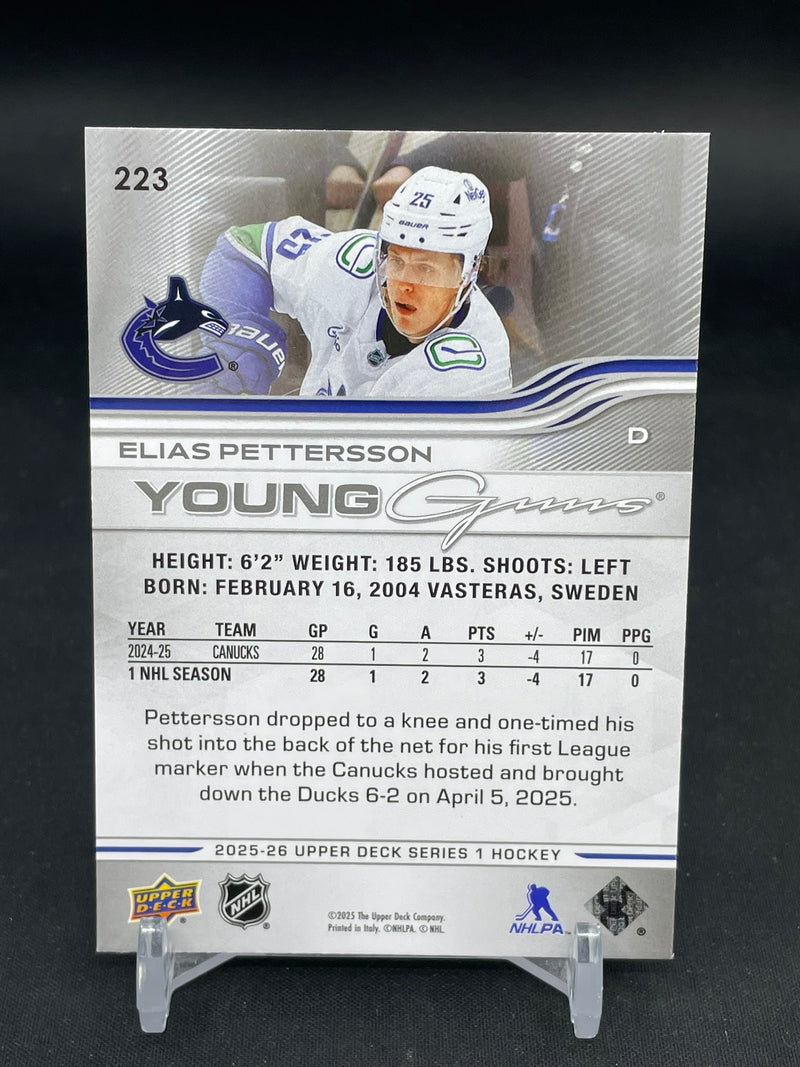 223
25
BAUER
25
BAUER
®
D
ELIAS PETTERSSON
YOUNG Guns®
HEIGHT: 6'2" WEIGHT: 185 LBS. SHOOTS: LEFT
BORN: FEBRUARY 16, 2004 VASTERAS, SWEDEN
YEAR TEAM GP G A PTS +/- PIM PPG
2024-25 CANUCKS 28 1 2 3 -4 17 0
1 NHL SEASON 28 1 2 3 -4 17 0
Pettersson dropped to a knee and one-timed his
shot into the back of the net for his first League
marker when the Canucks hosted and brought
down the Ducks 6-2 on April 5, 2025.
2025-26 UPPER DECK SERIES 1 HOCKEY
UPPER
D•E•C•K
®
NHL
®
©2025 The Upper Deck Company.
Printed in Italy. ©NHLPA. © NHL.
NHLPA™
®